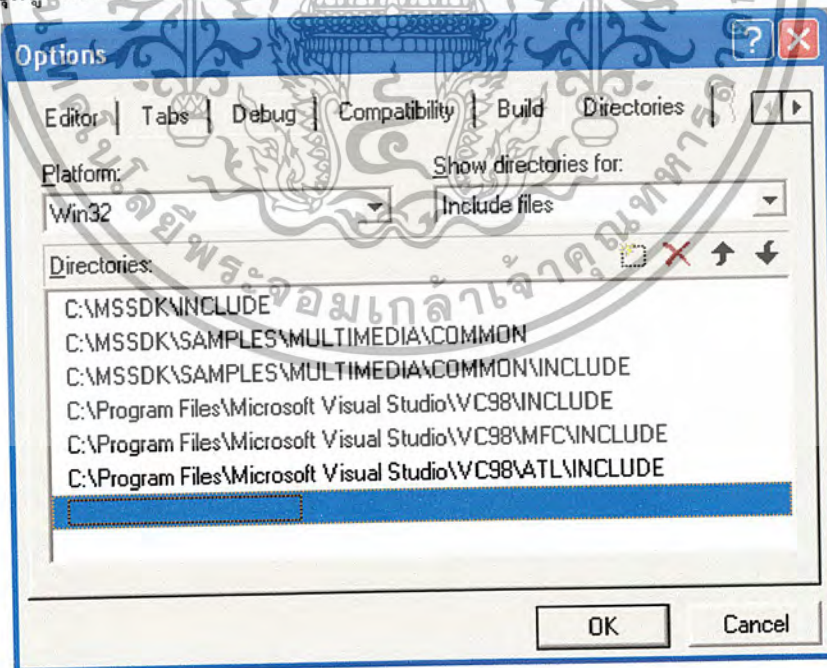 Options
Editor
Tabs
Debug
Compatibility
Build
Directories
Platform:
Show directories for:
Win32
Include files
Directories:
C:\MSSDK\INCLUDE
C:\MSSDK\SAMPLES\MULTIMEDIA\COMMON
C:\MSSDK\SAMPLES\MULTIMEDIA\COMMON\INCLUDE
C:\Program Files\Microsoft Visual Studio\VC98\INCLUDE
C:\Program Files\Microsoft Visual Studio\VC98\MFC\INCLUDE
C:\Program Files\Microsoft Visual Studio\VC98\ATL\INCLUDE
OK
Cancel